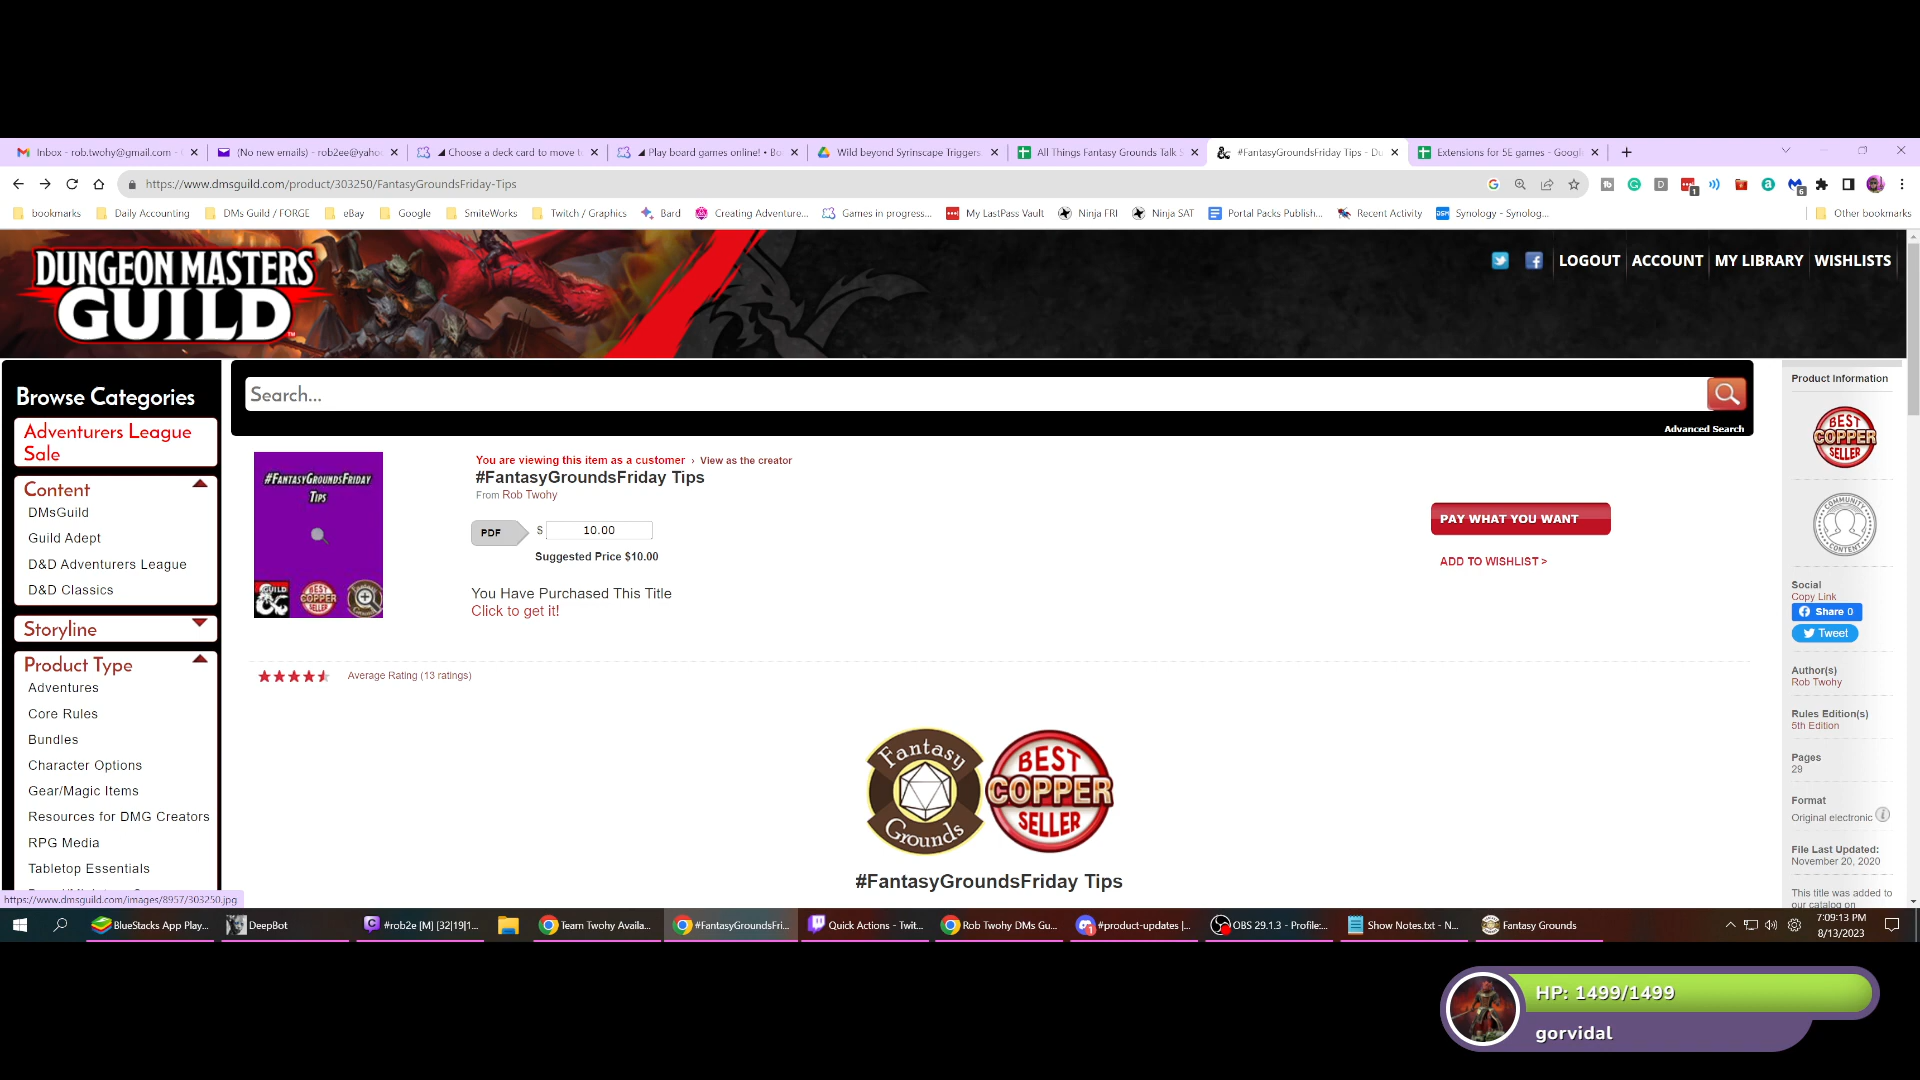 Inbox - rob.twohy@gmail.com -
(No new emails) - rob2ee@yaho
Choose a deck card to move t
Play board games online! • Bo
Wild beyond Syrinscape Triggers.
All Things Fantasy Grounds Talk S
#FantasyGroundsFriday Tips - Du
Extensions for 5E games - Googl
https://www.dmsguild.com/product/303250/FantasyGroundsFriday-Tips
bookmarks
Daily Accounting
DMs Guild / FORGE
eBay
Google
SmiteWorks
Twitch / Graphics
Bard
Creating Adventure...
Games in progress...
My LastPass Vault
Ninja FRI
Ninja SAT
Portal Packs Publish...
Recent Activity
Synology - Synolog...
Other bookmarks
DUNGEON MASTERS
GUILD
LOGOUT
ACCOUNT
MY LIBRARY
WISHLISTS
Browse Categories
Adventurers League
Sale
Content
DMsGuild
Guild Adept
D&D Adventurers League
D&D Classics
Storyline
Product Type
Adventures
Core Rules
Bundles
Character Options
Gear/Magic Items
Resources for DMG Creators
RPG Media
Tabletop Essentials
https://www.dmsguild.com/images/8957/303250.jpg
Search...
Advanced Search
#FantasyGroundsFriday
Tips
GUILD
BEST
COPPER
SELLER
You are viewing this item as a customer › View as the creator
#FantasyGroundsFriday Tips
From Rob Twohy
PDF
$ 10.00
Suggested Price $10.00
You Have Purchased This Title
Click to get it!
PAY WHAT YOU WANT
ADD TO WISHLIST >
Average Rating (13 ratings)
Fantasy
Grounds
BEST
COPPER
SELLER
#FantasyGroundsFriday Tips
Product Information
BEST
COPPER
SELLER
COMMUNITY
CONTENT
Social
Copy Link
Share 0
Tweet
Author(s)
Rob Twohy
Rules Edition(s)
5th Edition
Pages
29
Format
Original electronic
File Last Updated:
November 20, 2020
This title was added to
our catalog on
BlueStacks App Play...
DeepBot
#rob2e [M] [32|19|1...
Team Twohy Availa...
#FantasyGroundsFri...
Quick Actions - Twit...
Rob Twohy DMs Gu...
#product-updates |...
OBS 29.1.3 - Profile:...
Show Notes.txt - N...
Fantasy Grounds
7:09:13 PM
8/13/2023
HP: 1499/1499
gorvidal